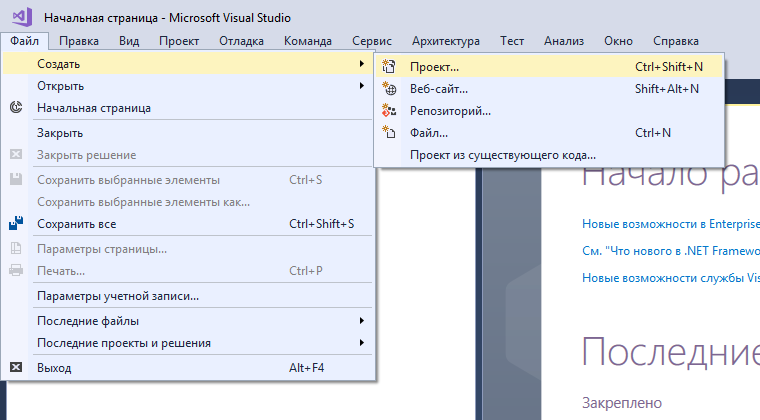 Начальная страница - Microsoft Visual Studio
Файл Правка Вид Проект Отладка Команда Сервис Архитектура Тест Анализ Окно Справка
Создать
Открыть
Начальная страница
Закрыть
Закрыть решение
Сохранить выбранные элементы Ctrl+S
Сохранить выбранные элементы как...
Сохранить все Ctrl+Shift+S
Параметры страницы...
Печать... Ctrl+P
Параметры учетной записи...
Последние файлы
Последние проекты и решения
Выход Alt+F4
Проект... Ctrl+Shift+N
Веб-сайт... Shift+Alt+N
Репозиторий...
Файл... Ctrl+N
Проект из существующего кода...
Начало ра
Новые возможности в Enterprise
См. "Что нового в .NET Framewo
Новые возможности службы Vis
Последние
Закреплено